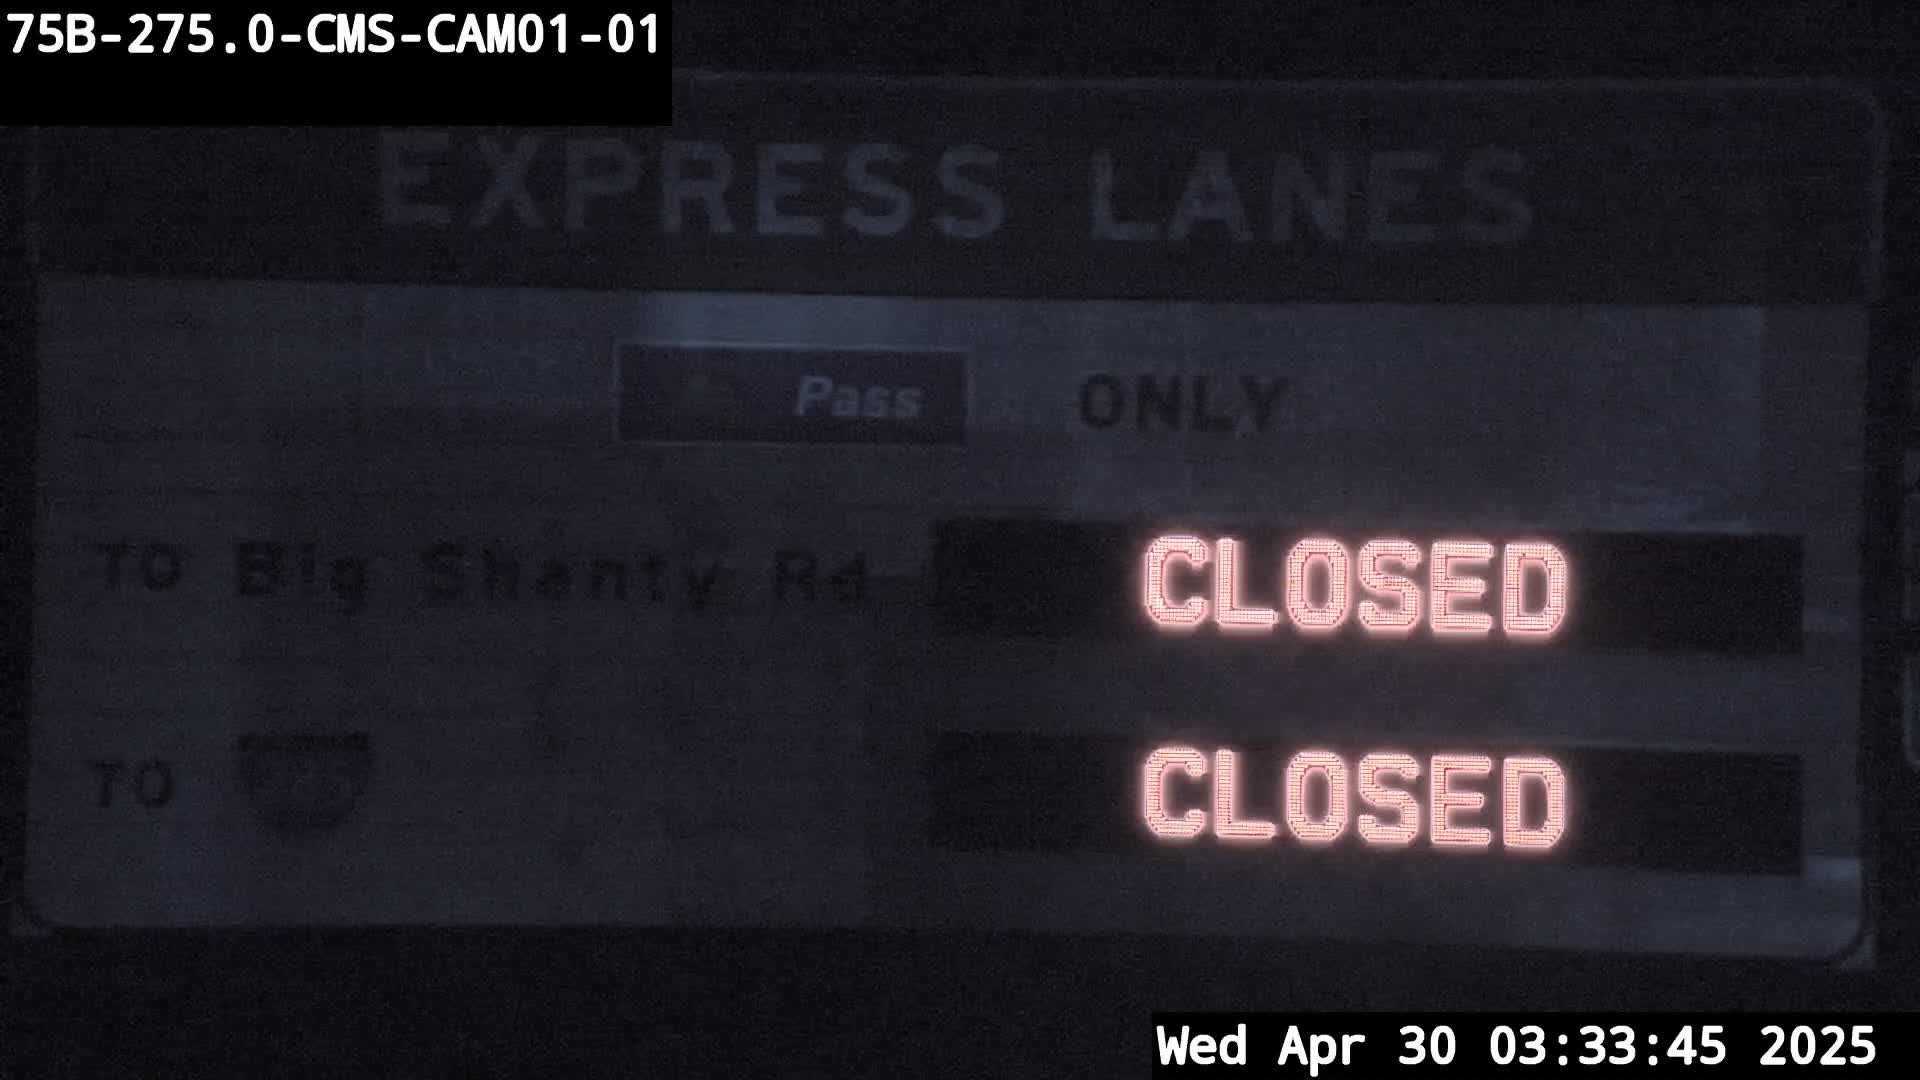 75B-275.0-CMS-CAM01-01
EXPRESS LANES
Pass ONLY
TO Big Shanty Rd CLOSED
TO CLOSED
Wed Apr 30 03:33:45 2025